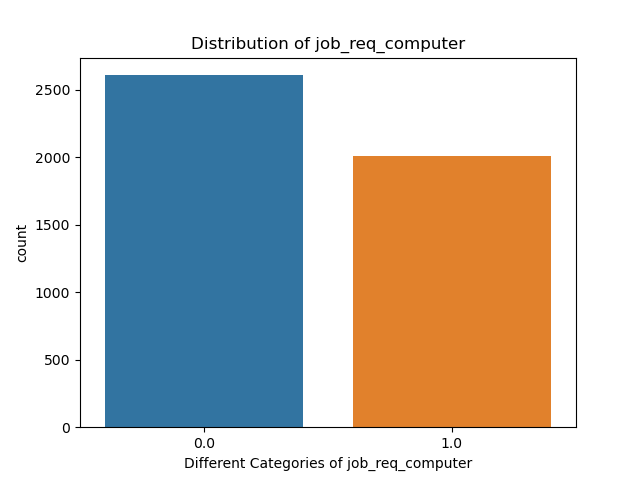 Distribution of job_req_computer
2500
2000
1500
1000
500
0
count
0.0
1.0
Different Categories of job_req_computer